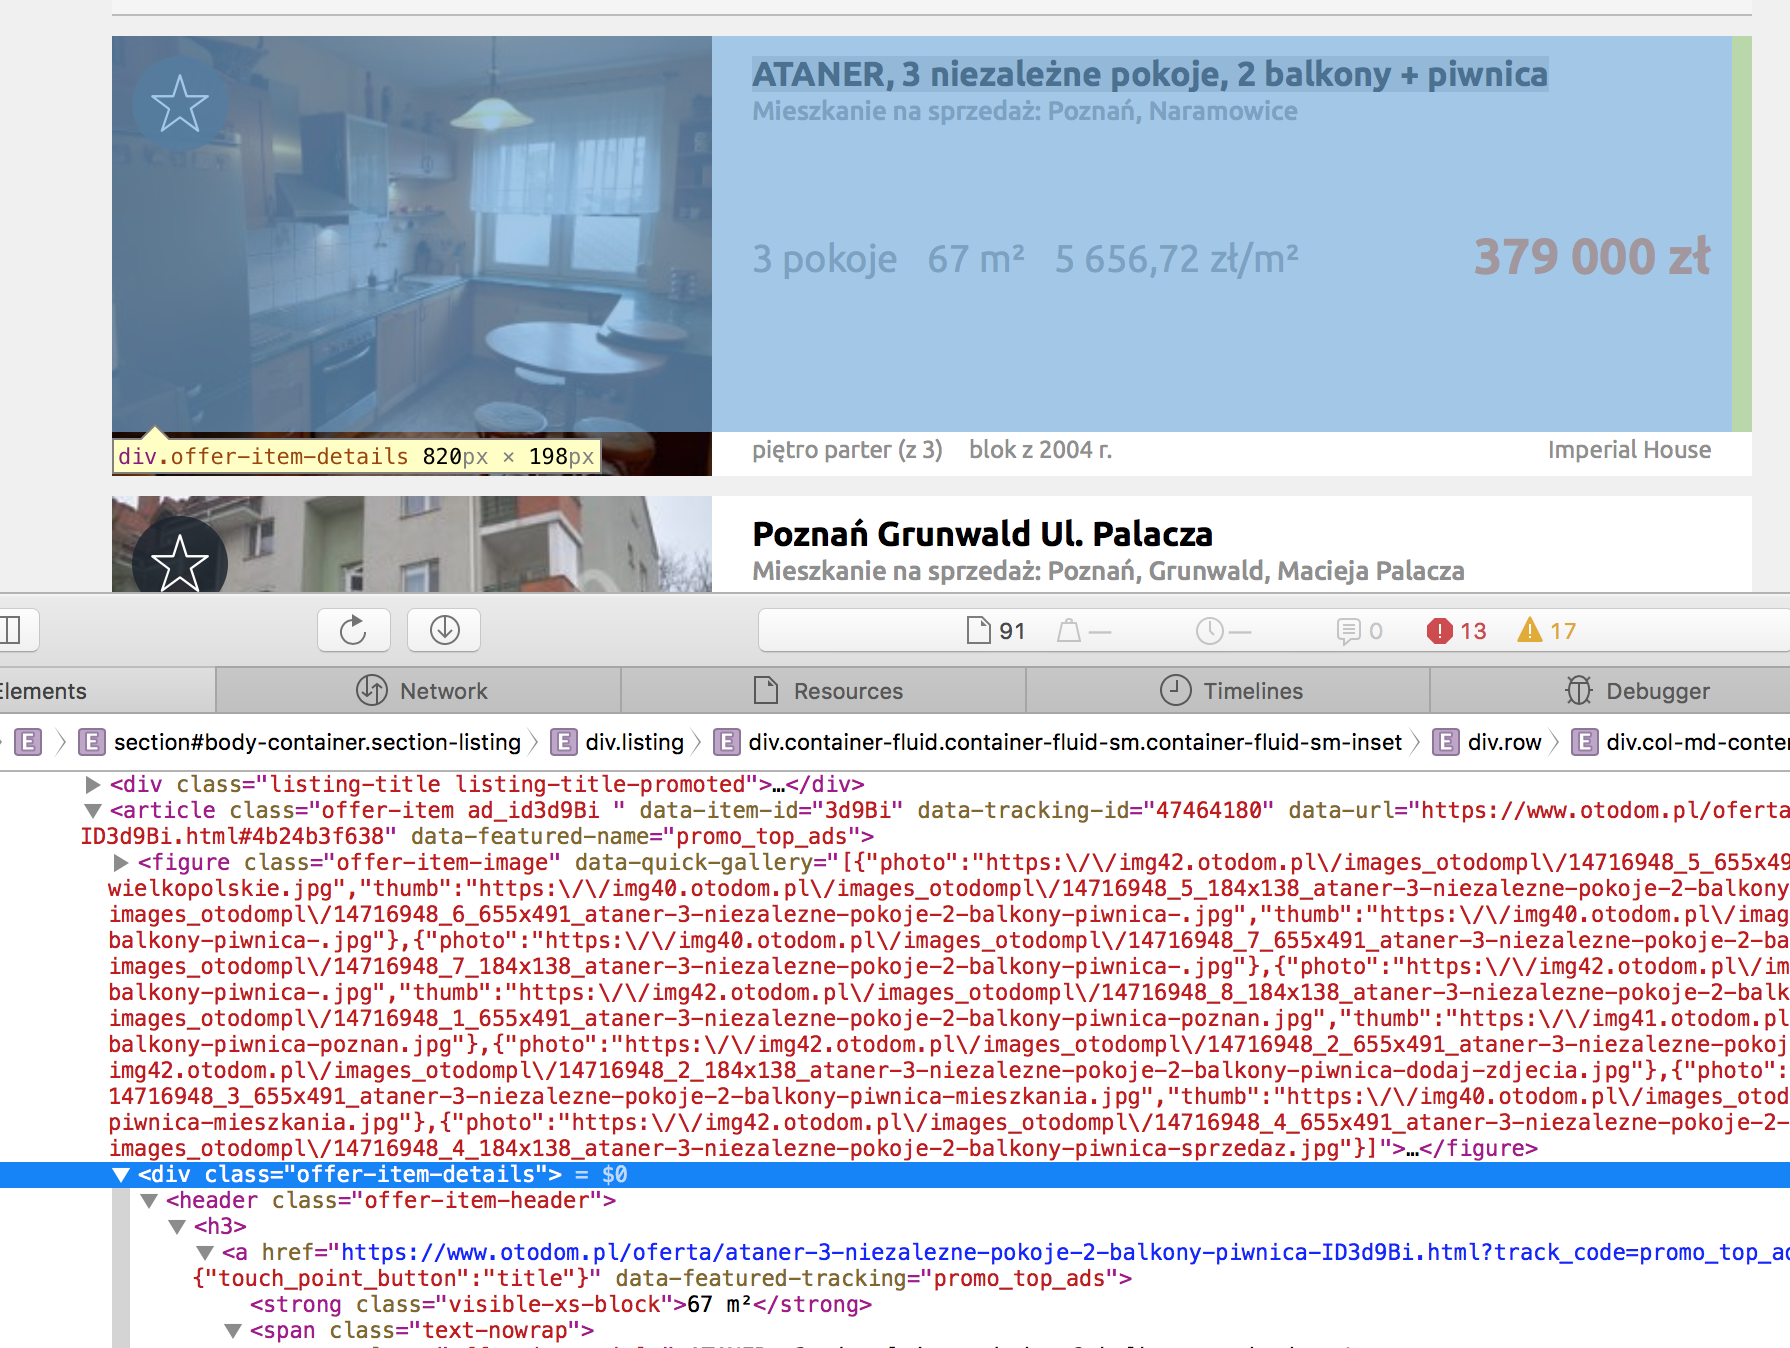 ATANER, 3 niezależne pokoje, 2 balkony + piwnica
Mieszkanie na sprzedaż: Poznań, Naramowice
3 pokoje 67 m² 5 656,72 zł/m² 379 000 zł
div.offer-item-details 820px × 198px
piętro parter (z 3) blok z 2004 r. Imperial House
Poznań Grunwald Ul. Palacza
Mieszkanie na sprzedaż: Poznań, Grunwald, Macieja Palacza
91 — — 0 13 17
Elements Network Resources Timelines Debugger
E E section#body-container.section-listing E div.listing E div.container-fluid.container-fluid-sm.container-fluid-sm-inset E div.row E div.col-md-conte
<div class="listing-title listing-title-promoted">…</div>
<article class="offer-item ad_id3d9Bi " data-item-id="3d9Bi" data-tracking-id="47464180" data-url="https://www.otodom.pl/oferta
ID3d9Bi.html#4b24b3f638" data-featured-name="promo_top_ads">
<figure class="offer-item-image" data-quick-gallery="[{"photo":"https:\/\/img42.otodom.pl\/images_otodompl\/14716948_5_655x49
wielkopolskie.jpg","thumb":"https:\/\/img40.otodom.pl\/images_otodompl\/14716948_5_184x138_ataner-3-niezalezne-pokoje-2-balkony
images_otodompl\/14716948_6_655x491_ataner-3-niezalezne-pokoje-2-balkony-piwnica-.jpg","thumb":"https:\/\/img40.otodom.pl\/imag
balkony-piwnica-.jpg"},{"photo":"https:\/\/img40.otodom.pl\/images_otodompl\/14716948_7_655x491_ataner-3-niezalezne-pokoje-2-ba
images_otodompl\/14716948_7_184x138_ataner-3-niezalezne-pokoje-2-balkony-piwnica-.jpg"},{"photo":"https:\/\/img42.otodom.pl\/im
balkony-piwnica-.jpg","thumb":"https:\/\/img42.otodom.pl\/images_otodompl\/14716948_8_184x138_ataner-3-niezalezne-pokoje-2-balk
images_otodompl\/14716948_1_655x491_ataner-3-niezalezne-pokoje-2-balkony-piwnica-poznan.jpg","thumb":"https:\/\/img41.otodom.pl
balkony-piwnica-poznan.jpg"},{"photo":"https:\/\/img42.otodom.pl\/images_otodompl\/14716948_2_655x491_ataner-3-niezalezne-pokoj
img42.otodom.pl\/images_otodompl\/14716948_2_184x138_ataner-3-niezalezne-pokoje-2-balkony-piwnica-dodaj-zdjecia.jpg"},{"photo":
14716948_3_655x491_ataner-3-niezalezne-pokoje-2-balkony-piwnica-mieszkania.jpg","thumb":"https:\/\/img40.otodom.pl\/images_otod
piwnica-mieszkania.jpg"},{"photo":"https:\/\/img42.otodom.pl\/images_otodompl\/14716948_4_655x491_ataner-3-niezalezne-pokoje-2-
images_otodompl\/14716948_4_184x138_ataner-3-niezalezne-pokoje-2-balkony-piwnica-sprzedaz.jpg"}]">…</figure>
<div class="offer-item-details"> = $0
<header class="offer-item-header">
<h3>
<a href="https://www.otodom.pl/oferta/ataner-3-niezalezne-pokoje-2-balkony-piwnica-ID3d9Bi.html?track_code=promo_top_ad
{"touch_point_button":"title"}" data-featured-tracking="promo_top_ads">
<strong class="visible-xs-block">67 m²</strong>
<span class="text-nowrap">